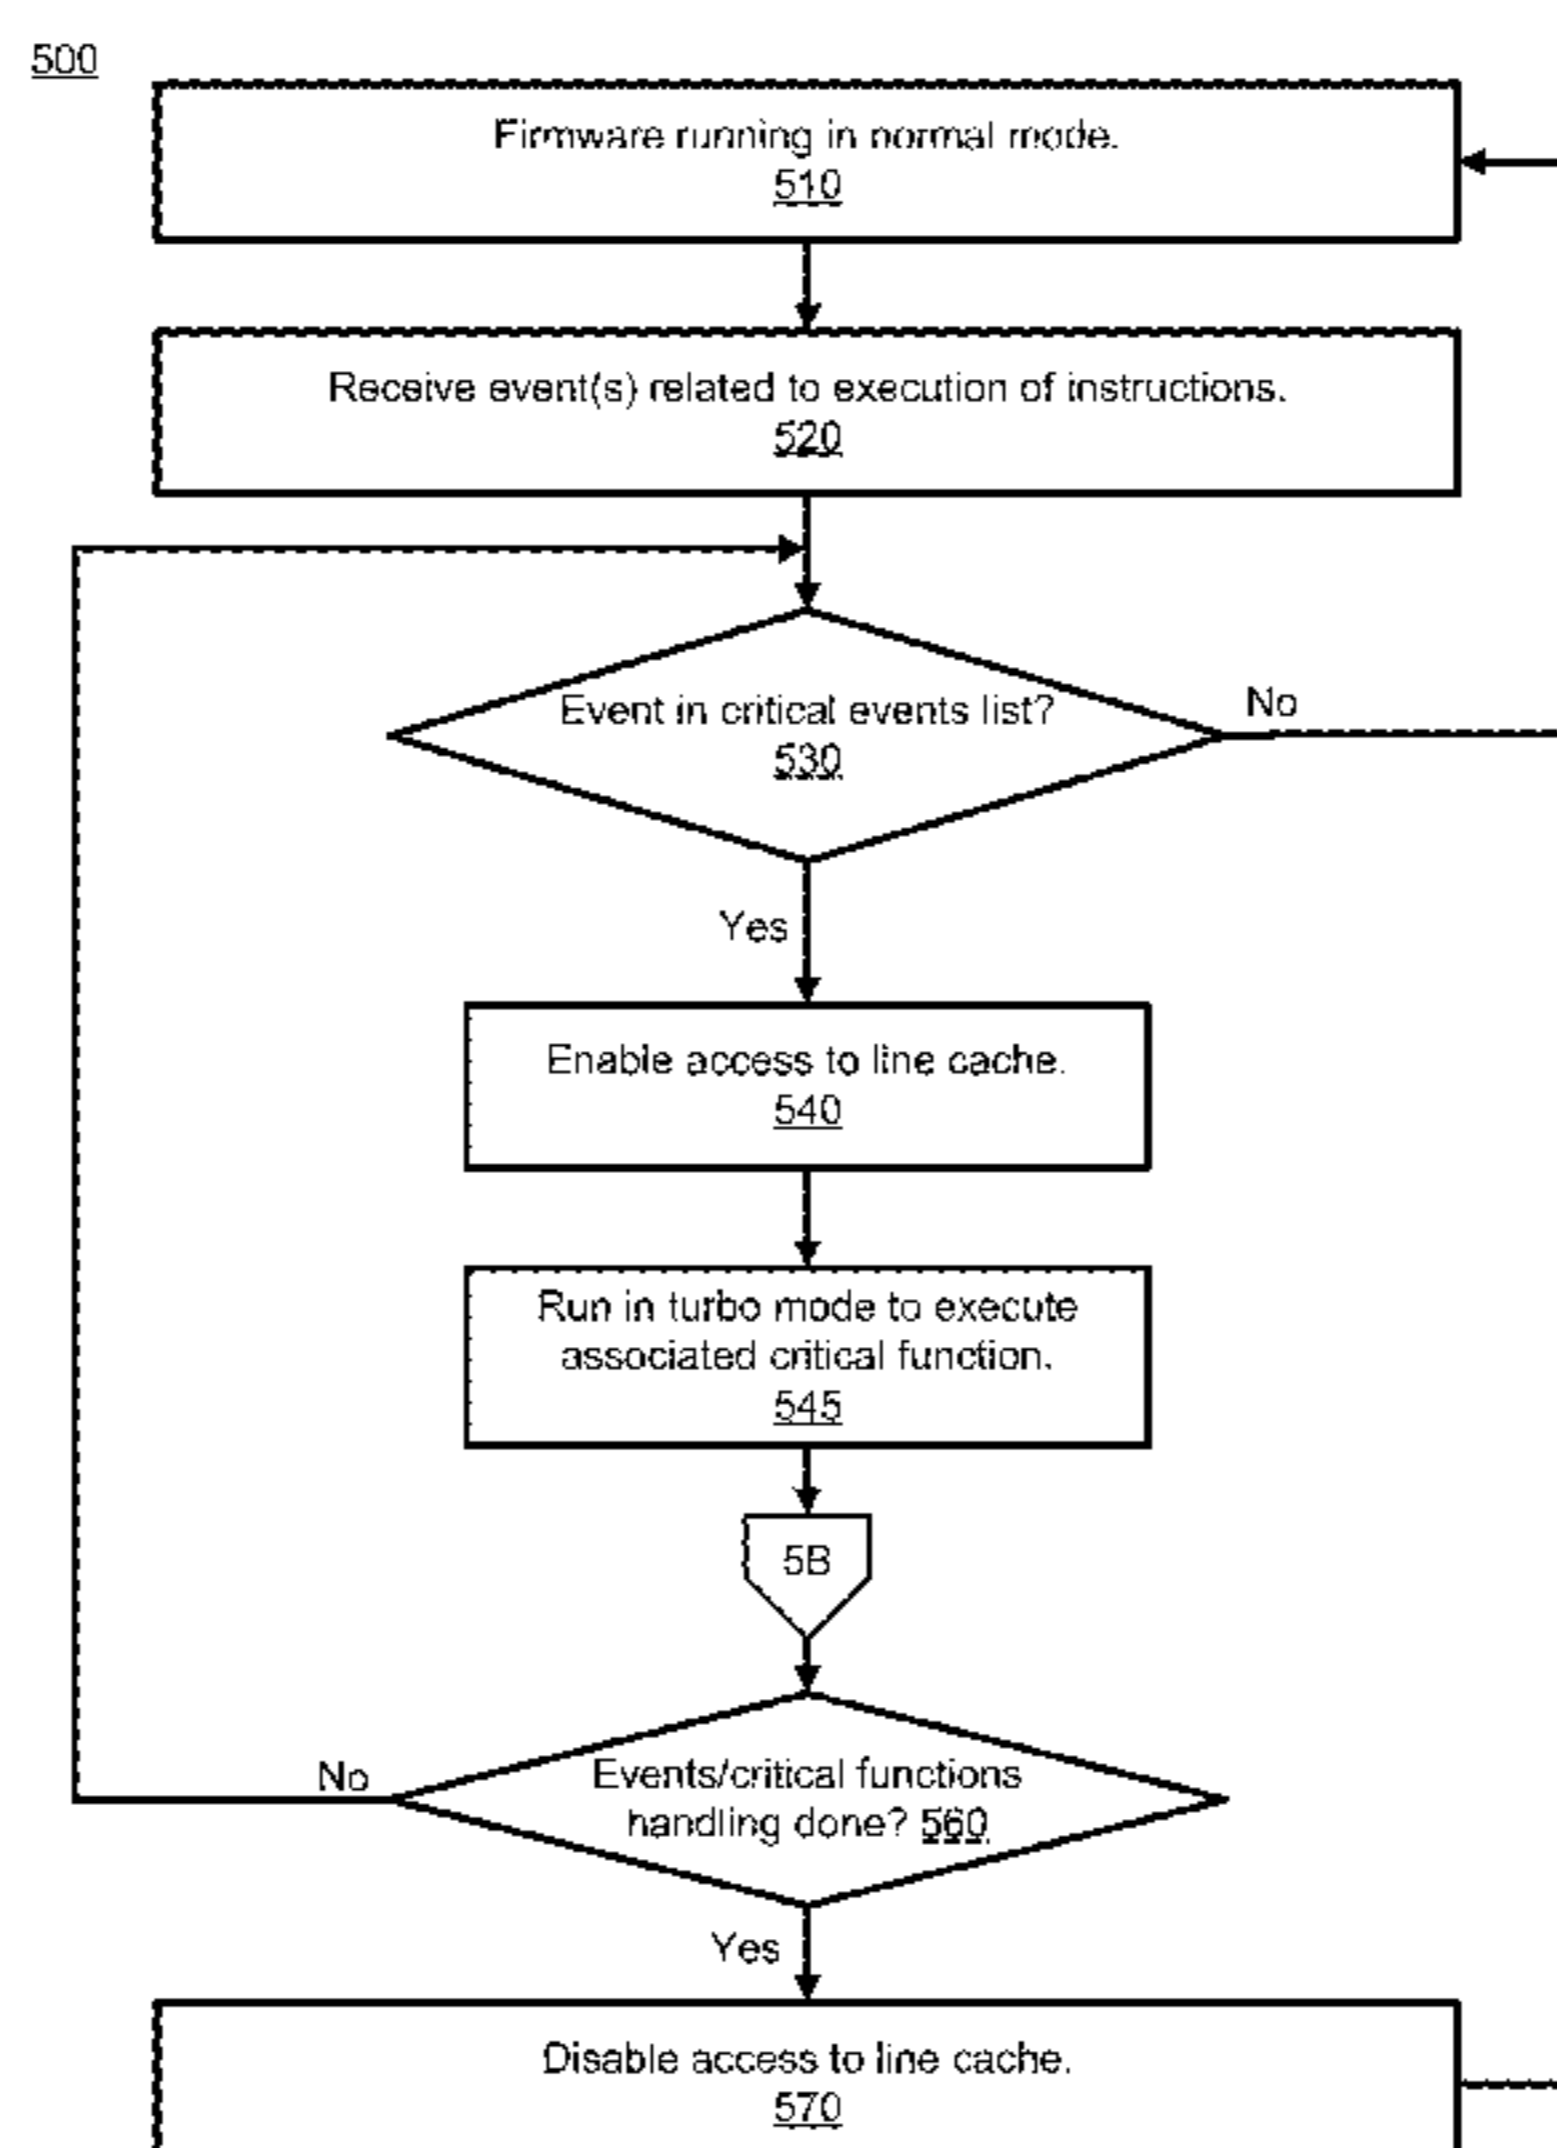 500
Firmware running in normal mode.
510
Receive event(s) related to execution of instructions.
520
Event in critical events list?
530
No
Yes
Enable access to line cache.
540
Run in turbo mode to execute
associated critical function.
545
5B
No
Events/critical functions
handling done? 560
Yes
Disable access to line cache.
570